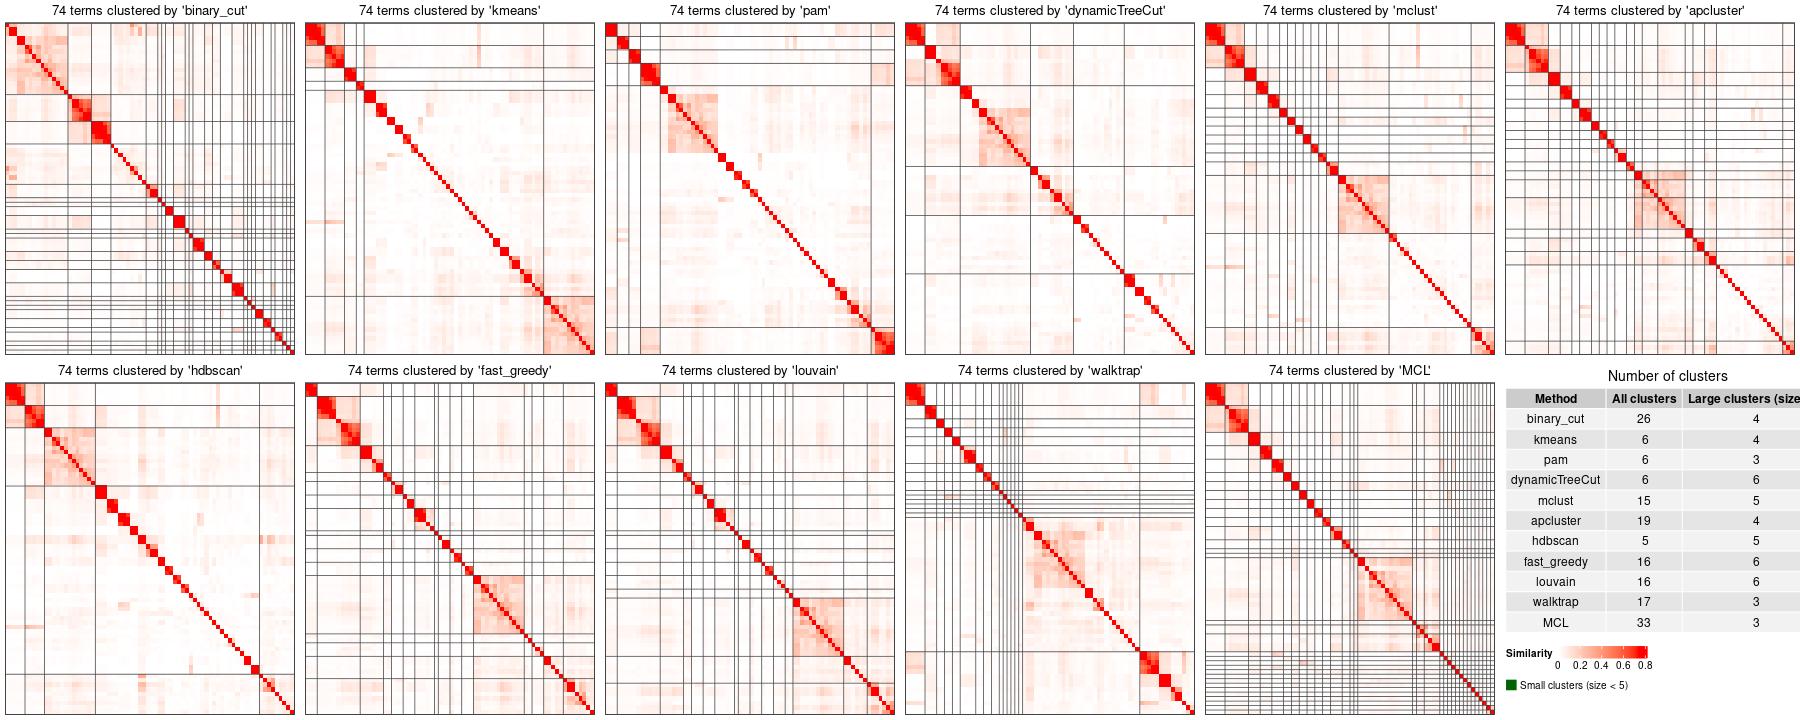 74 terms clustered by 'binary_cut'
74 terms clustered by 'kmeans'
74 terms clustered by 'pam'
74 terms clustered by 'dynamicTreeCut'
74 terms clustered by 'mclust'
74 terms clustered by 'apcluster'
74 terms clustered by 'hdbscan'
74 terms clustered by 'fast_greedy'
74 terms clustered by 'louvain'
74 terms clustered by 'walktrap'
74 terms clustered by 'MCL'
Number of clusters
Method All clusters Large clusters (size
binary_cut 26 4
kmeans 6 4
pam 6 3
dynamicTreeCut 6 6
mclust 15 5
apcluster 19 4
hdbscan 5 5
fast_greedy 16 6
louvain 16 6
walktrap 17 3
MCL 33 3
Similarity
0 0.2 0.4 0.6 0.8
Small clusters (size < 5)